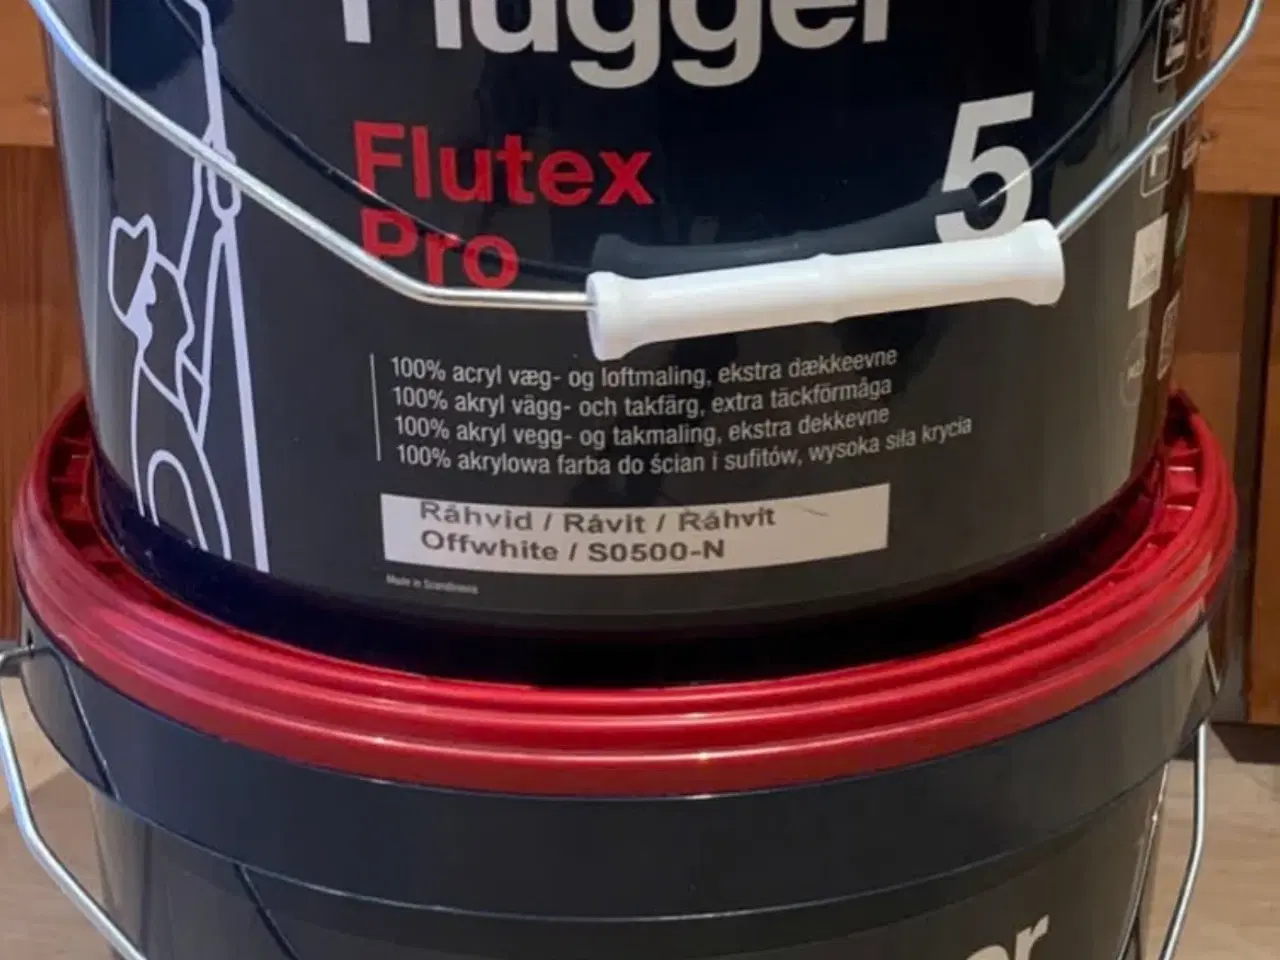 Flügger
Flutex
Pro
5
100% acryl væg- og loftmaling, ekstra dækkeevne
100% akryl vägg- och takfärg, extra täckförmåga
100% akryl vegg- og takmaling, ekstra dekkevne
100% akrylowa farba do ścian i sufitów, wysoka siła krycia
Råhvid / Råvit / Råhvit
Offwhite / S0500-N
Made in Scandinavia
er